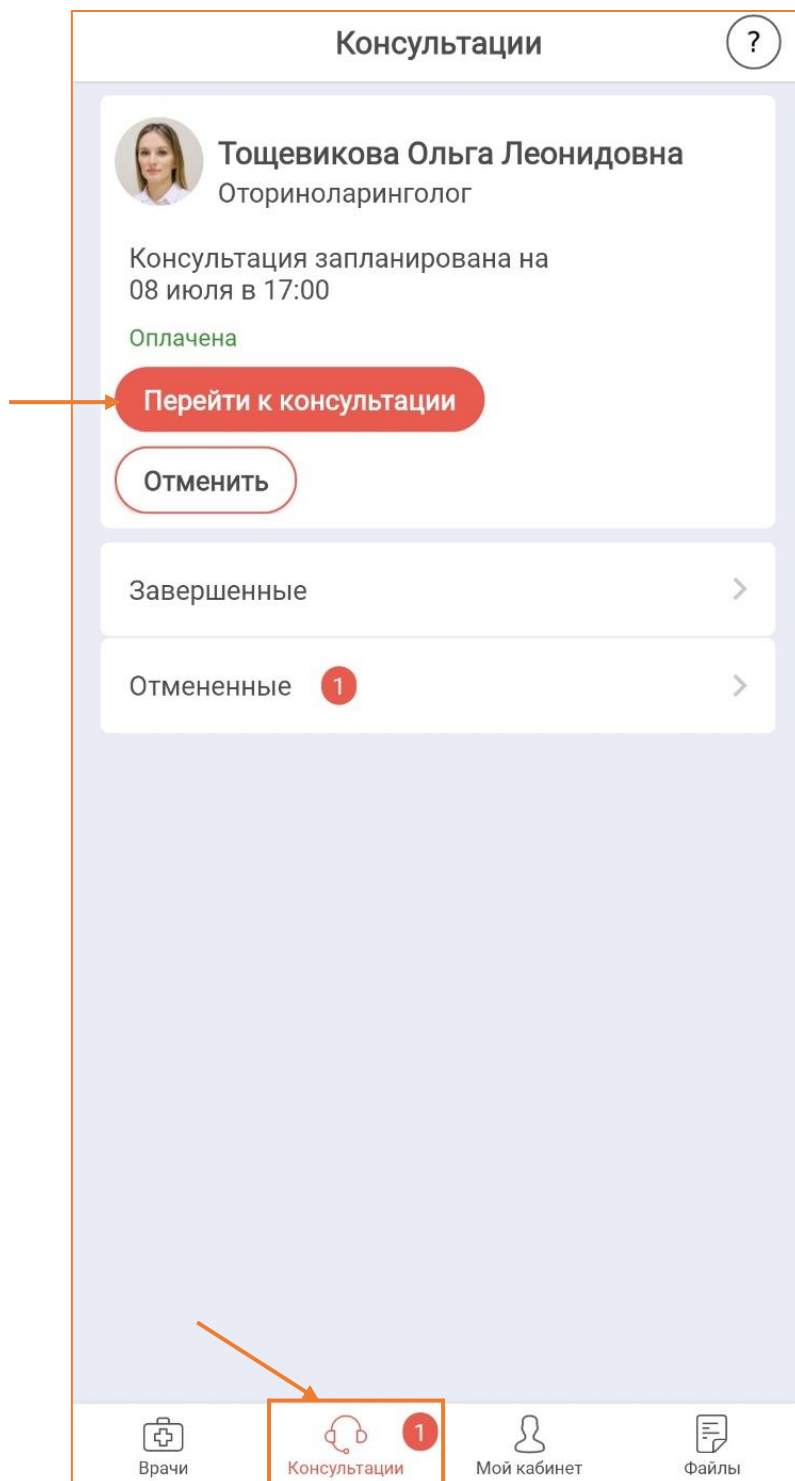 Консультации
?
Тощевикова Ольга Леонидовна
Оториноларинголог
Консультация запланирована на
08 июля в 17:00
Оплачена
Перейти к консультации
Отменить
Завершенные
Отмененные 1
1
Врачи Консультации Мой кабинет Файлы